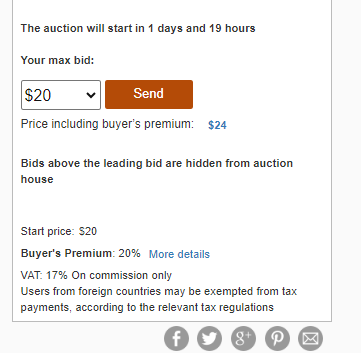 The auction will start in 1 days and 19 hours
Your max bid:
$20 Send
Price including buyer's premium: $24
Bids above the leading bid are hidden from auction
house
Start price: $20
Buyer's Premium: 20% More details
VAT: 17% On commission only
Users from foreign countries may be exempted from tax
payments, according to the relevant tax regulations
f g+